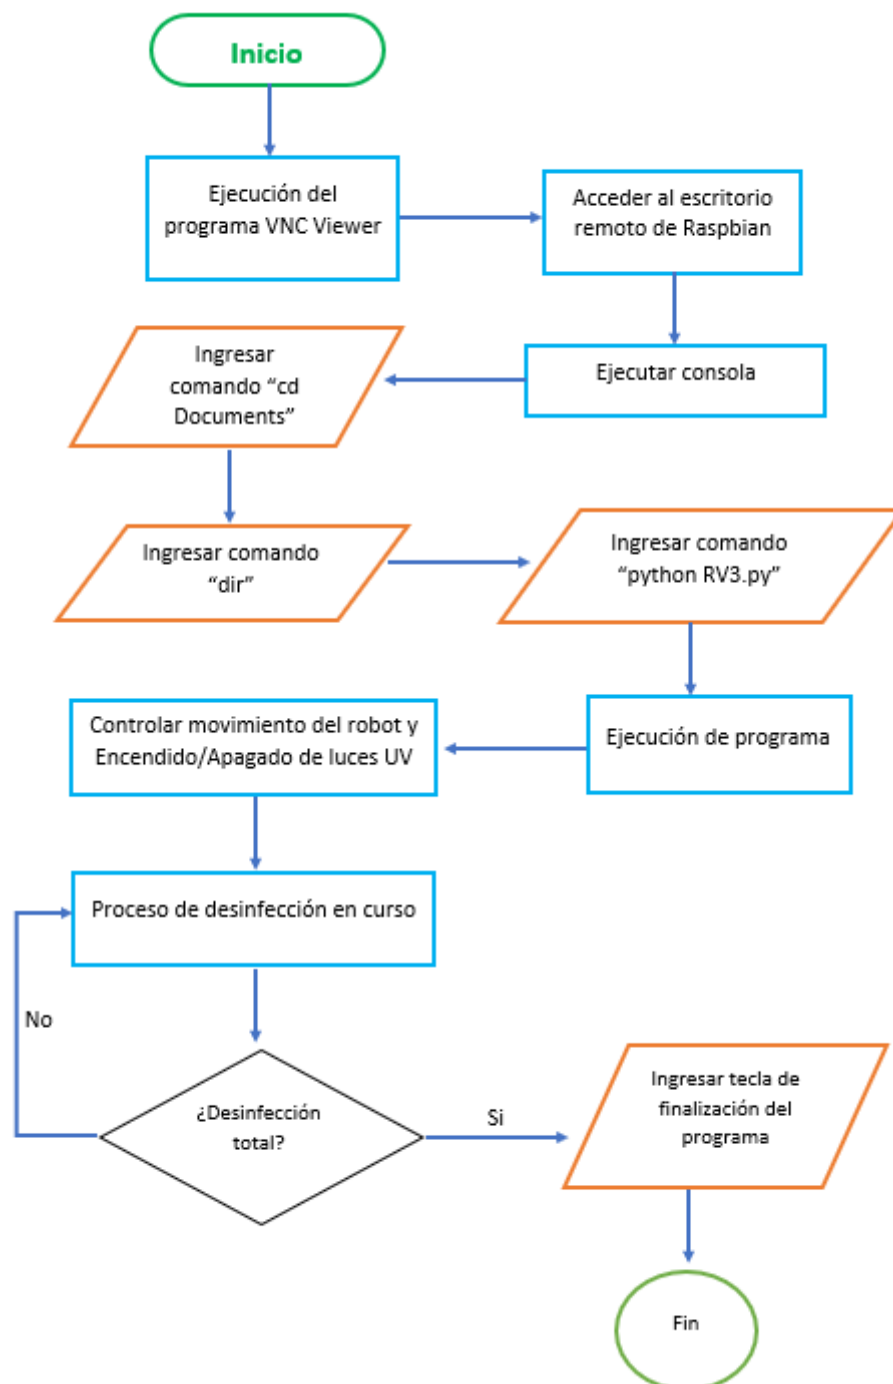 Inicio
Ejecución del
programa VNC Viewer
Acceder al escritorio
remoto de Raspbian
Ejecutar consola
Ingresar
comando “cd
Documents”
Ingresar comando
“dir”
Ingresar comando
“python RV3.py”
Ejecución de programa
Controlar movimiento del robot y
Encendido/Apagado de luces UV
Proceso de desinfección en curso
No
¿Desinfección
total?
Si
Ingresar tecla de
finalización del
programa
Fin